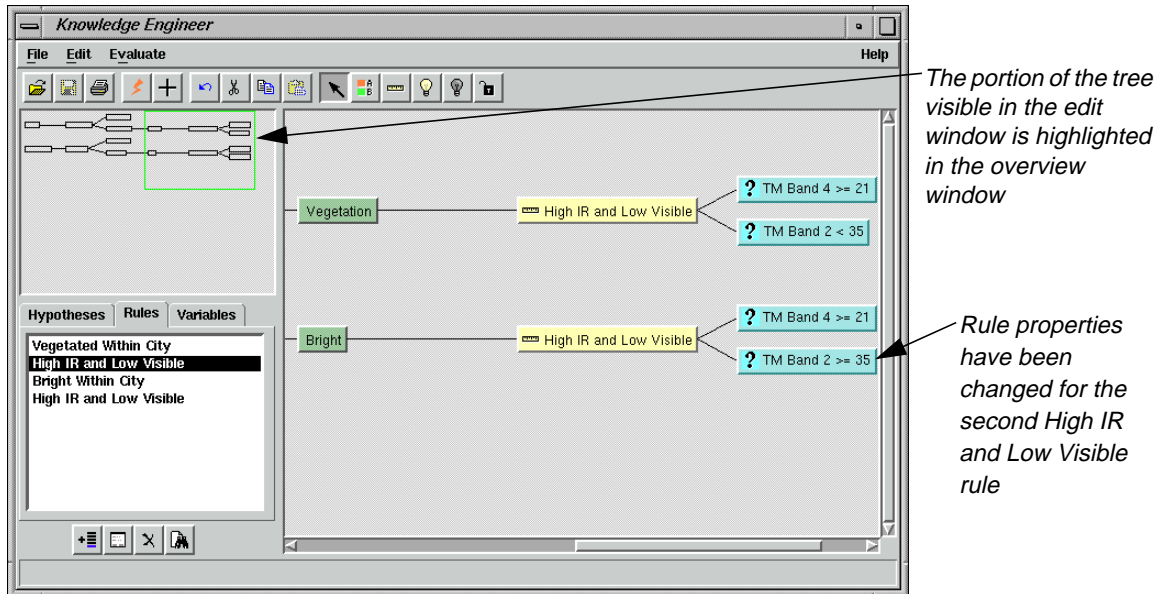 Knowledge Engineer
File Edit Evaluate Help
A
B
The portion of the tree
visible in the edit
window is highlighted
in the overview
window
? TM Band 4 >= 21
Vegetation
High IR and Low Visible
? TM Band 2 < 35
Hypotheses Rules Variables
Vegetated Within City
High IR and Low Visible
Bright Within City
High IR and Low Visible
? TM Band 4 >= 21
Bright
High IR and Low Visible
? TM Band 2 >= 35
Rule properties
have been
changed for the
second High IR
and Low Visible
rule